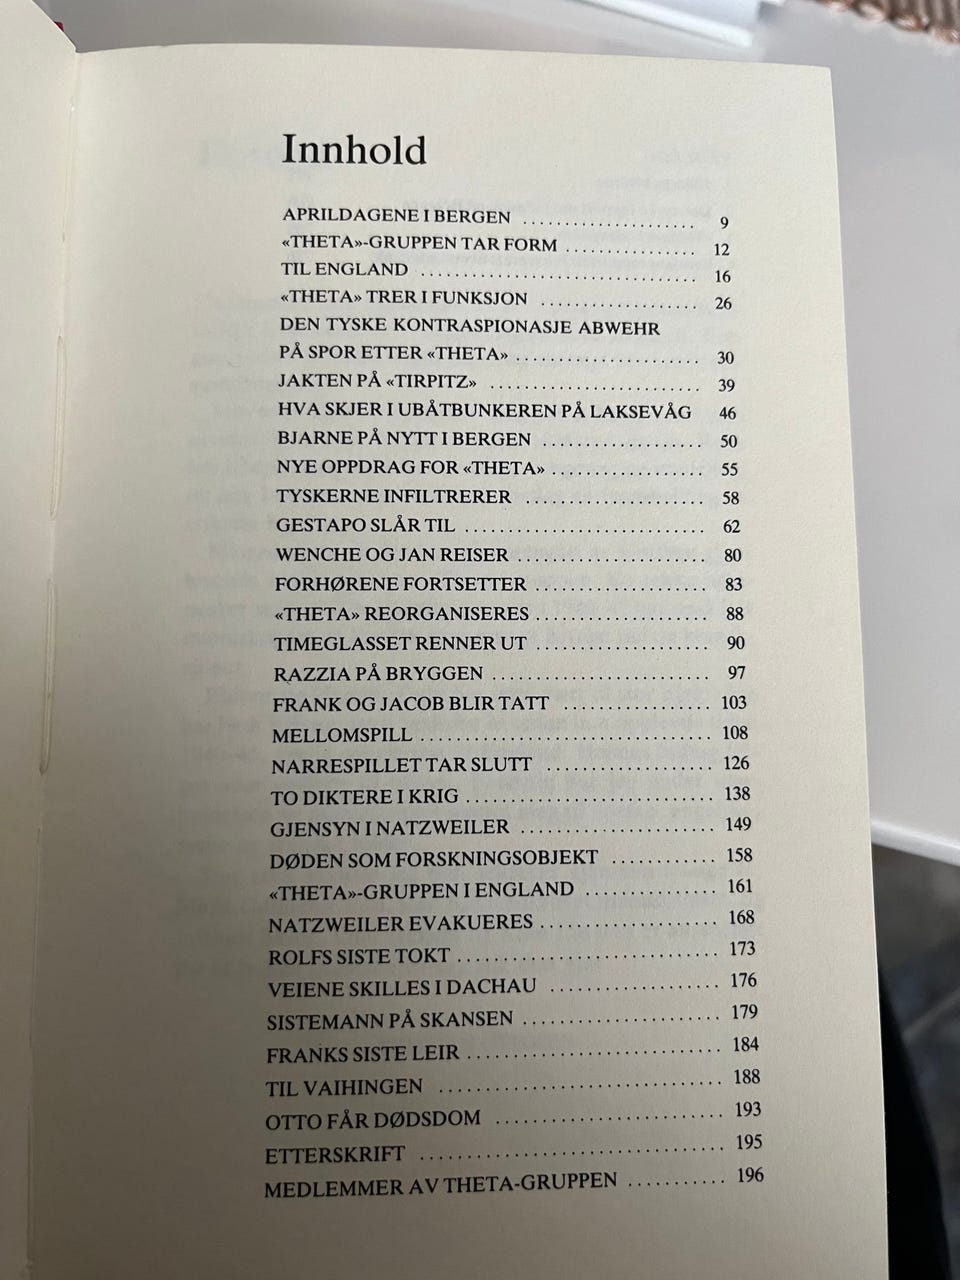 Innhold
APRILDAGENE I BERGEN ..................... 9
«THETA»-GRUPPEN TAR FORM ................ 12
TIL ENGLAND ................................. 16
«THETA» TRER I FUNKSJON .................... 26
DEN TYSKE KONTRASPIONASJE ABWEHR
PÅ SPOR ETTER «THETA» ...................... 30
JAKTEN PÅ «TIRPITZ» ......................... 39
HVA SKJER I UBÅTBUNKEREN PÅ LAKSEVÅG 46
BJARNE PÅ NYTT I BERGEN .................... 50
NYE OPPDRAG FOR «THETA» ................... 55
TYSKERNE INFILTRERER ...................... 58
GESTAPO SLÅR TIL ............................. 62
WENCHE OG JAN REISER ....................... 80
FORHØRENE FORTSETTER ..................... 83
«THETA» REORGANISERES ..................... 88
TIMEGLASSET RENNER UT ..................... 90
RAZZIA PÅ BRYGGEN .......................... 97
FRANK OG JACOB BLIR TATT .................. 103
MELLOMSPILL .................................. 108
NARRESPILLET TAR SLUTT .................... 126
TO DIKTERE I KRIG .............................. 138
GJENSYN I NATZWEILER ....................... 149
DØDEN SOM FORSKNINGSOBJEKT ............ 158
«THETA»-GRUPPEN I ENGLAND ................ 161
NATZWEILER EVAKUERES ..................... 168
ROLFS SISTE TOKT ............................... 173
VEIENE SKILLES I DACHAU .................... 176
SISTEMANN PÅ SKANSEN ....................... 179
FRANKS SISTE LEIR .............................. 184
TIL VAIHINGEN .................................. 188
OTTO FÅR DØDSDOM ........................... 193
ETTERSKRIFT .................................... 195
MEDLEMMER AV THETA-GRUPPEN ........... 196